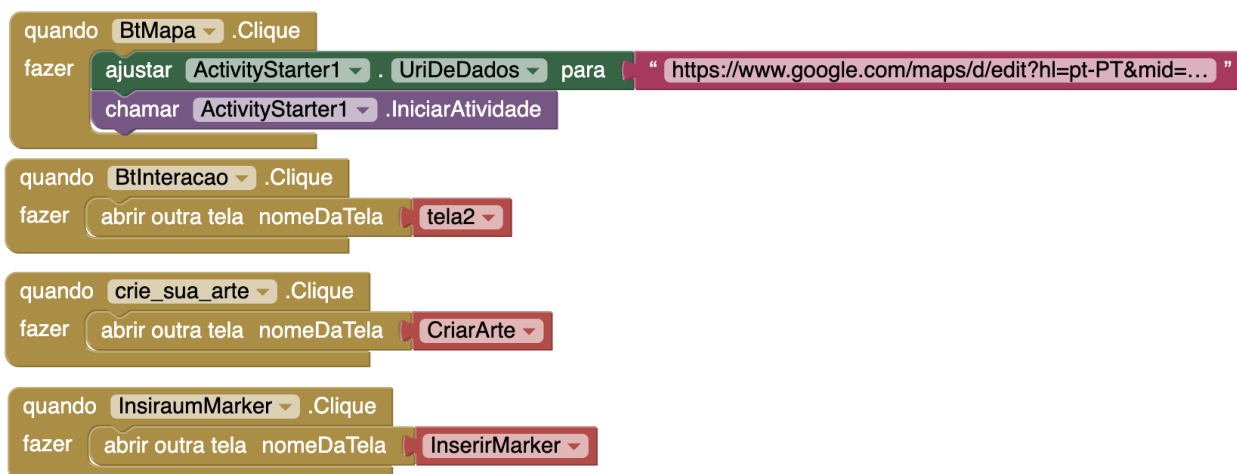 quando BtMapa .Clique
fazer ajustar ActivityStarter1 . UriDeDados para “ https://www.google.com/maps/d/edit?hl=pt-PT&mid=... ”
chamar ActivityStarter1 .IniciarAtividade
quando BtInteracao .Clique
fazer abrir outra tela nomeDaTela tela2
quando crie_sua_arte .Clique
fazer abrir outra tela nomeDaTela CriarArte
quando InsiraumMarker .Clique
fazer abrir outra tela nomeDaTela InserirMarker